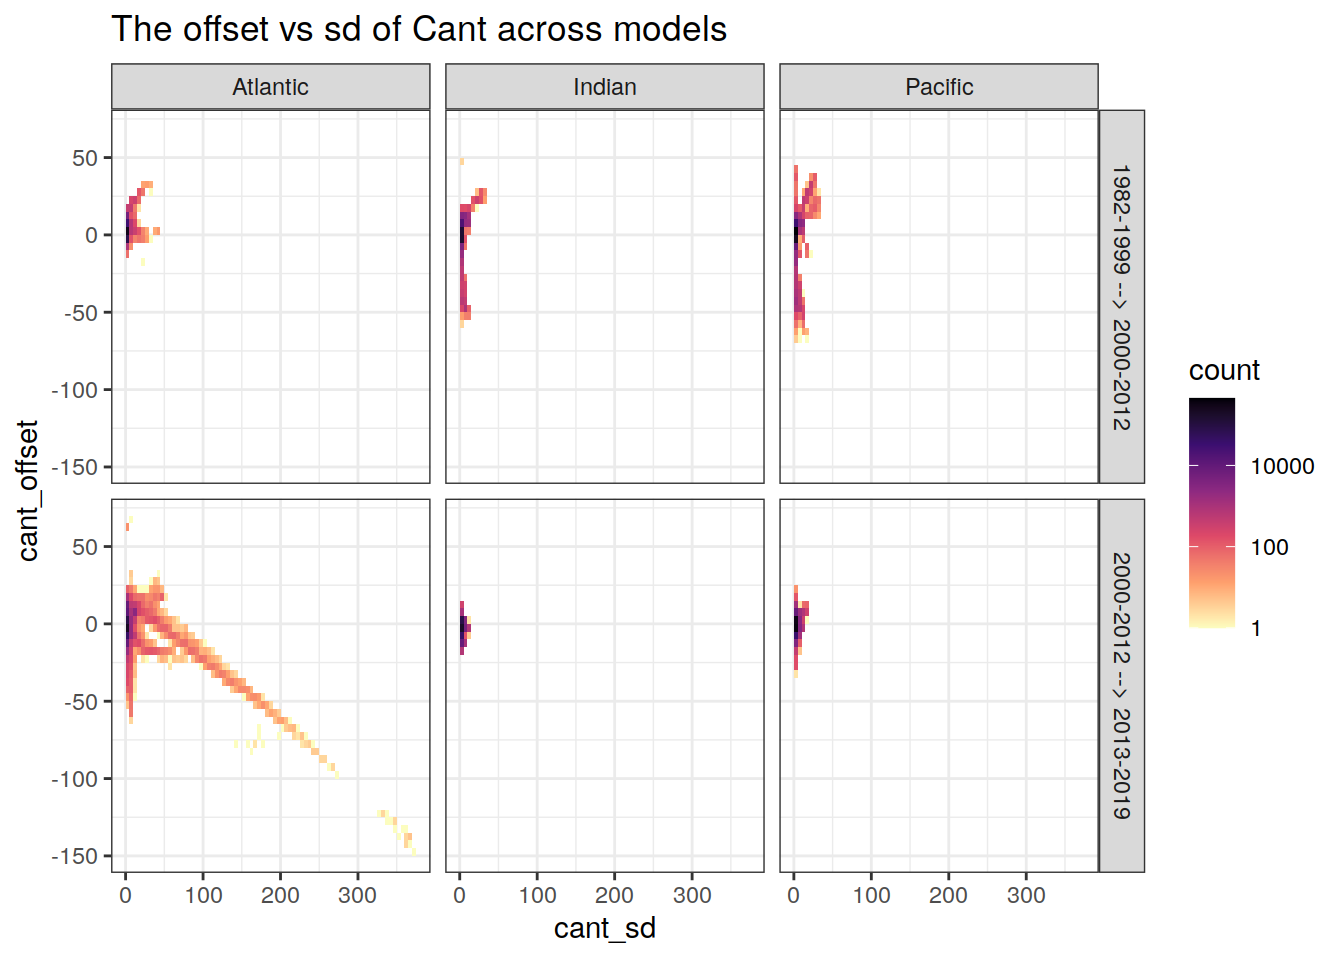 The offset vs sd of Cant across models
Atlantic
Indian
Pacific
50
0
-50
-100
-150
1982-1999 --> 2000-2012
50
0
-50
-100
-150
2000-2012 --> 2013-2019
cant_offset
0 100 200 300
0 100 200 300
0 100 200 300
cant_sd
count
10000
100
1